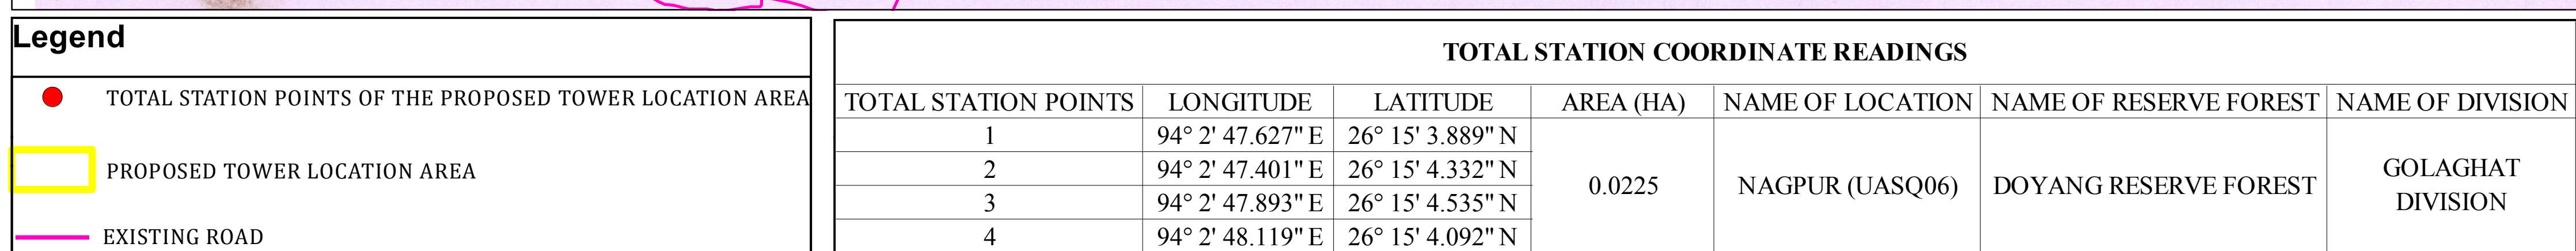 Legend
TOTAL STATION POINTS OF THE PROPOSED TOWER LOCATION AREA
PROPOSED TOWER LOCATION AREA
EXISTING ROAD
TOTAL STATION COORDINATE READINGS
TOTAL STATION POINTS LONGITUDE LATITUDE AREA (HA) NAME OF LOCATION NAME OF RESERVE FOREST NAME OF DIVISION
1 94° 2' 47.627" E 26° 15' 3.889" N
2 94° 2' 47.401" E 26° 15' 4.332" N
3 94° 2' 47.893" E 26° 15' 4.535" N
4 94° 2' 48.119" E 26° 15' 4.092" N
0.0225 NAGPUR (UASQ06) DOYANG RESERVE FOREST
GOLAGHAT
DIVISION